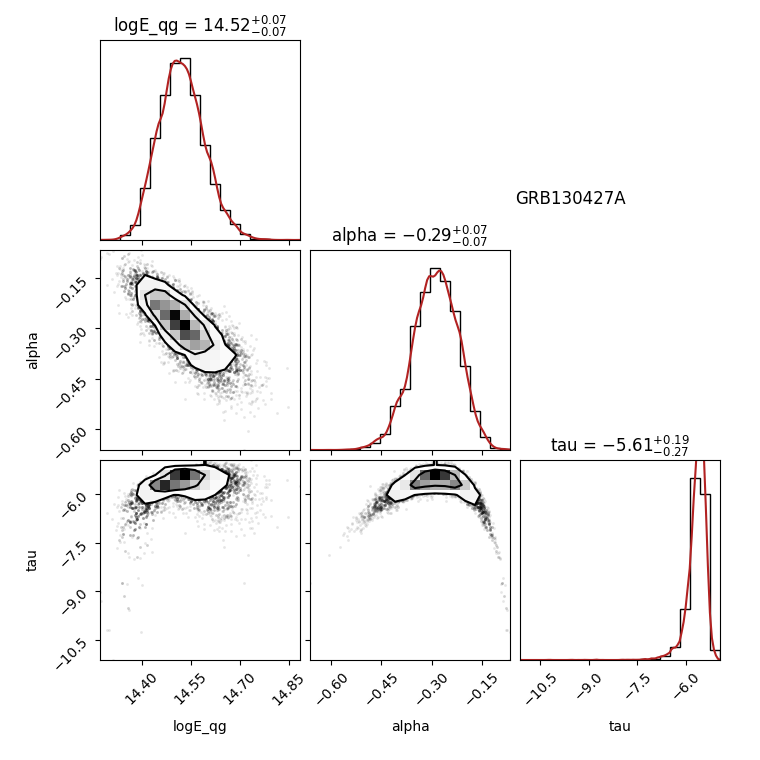 logE_qg = 14.52+0.07−0.07
GRB130427A
alpha = −0.29+0.07−0.07
−0.15
−0.30
−0.45
−0.60
alpha
tau = −5.61+0.19−0.27
−6.0
−7.5
−9.0
−10.5
tau
14.40 14.55 14.70 14.85
−0.60 −0.45 −0.30 −0.15
−10.5 −9.0 −7.5 −6.0
logE_qg alpha tau